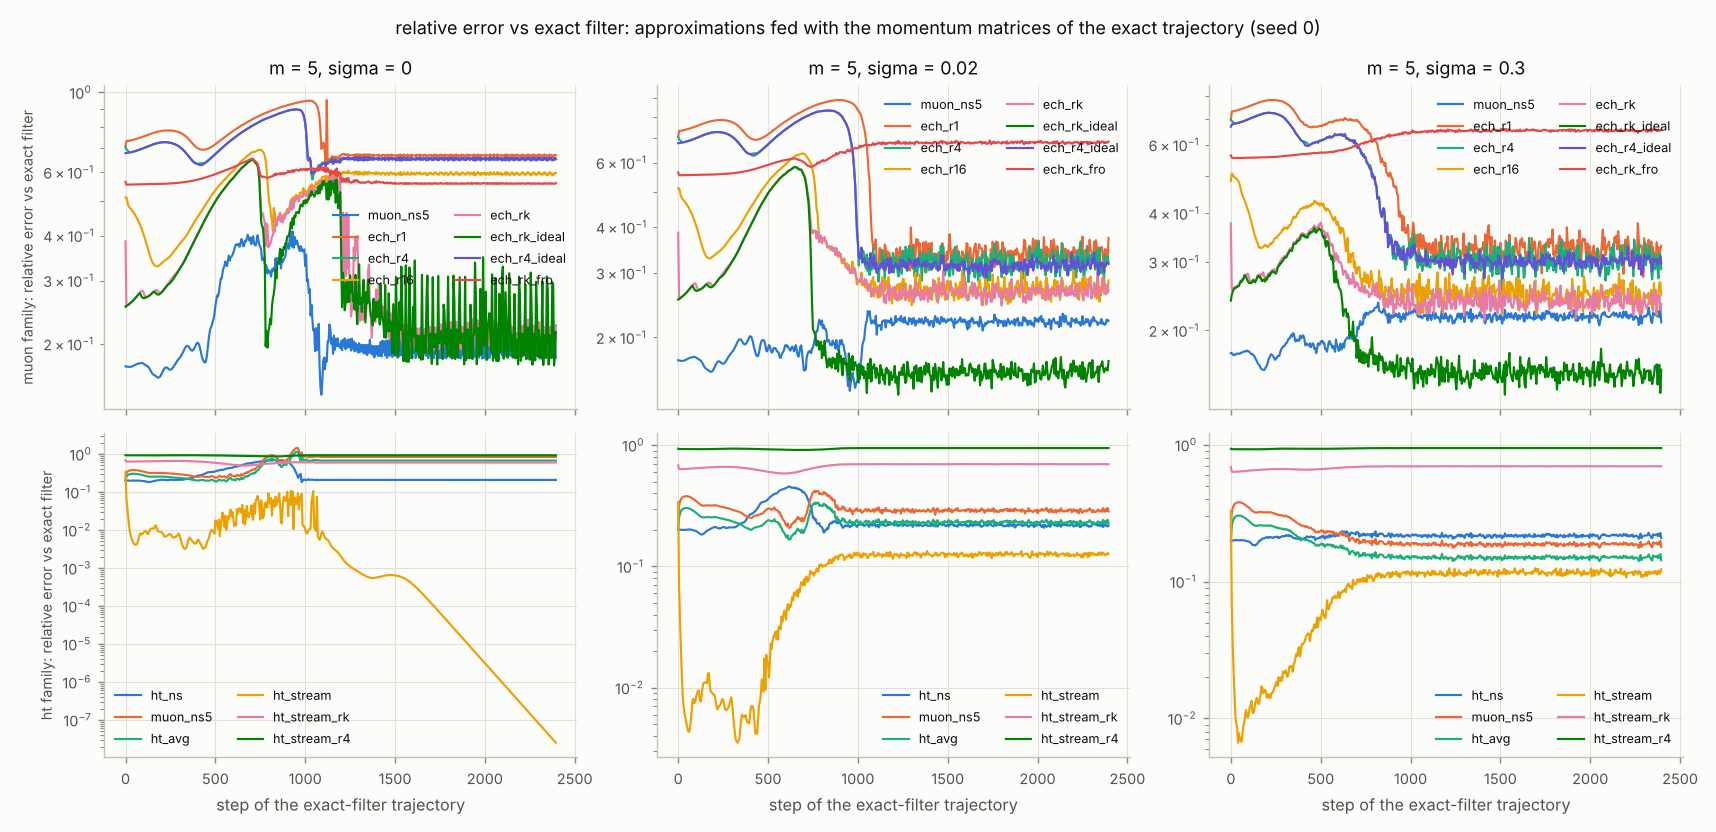 relative error vs exact filter: approximations fed with the momentum matrices of the exact trajectory (seed 0)
m = 5, sigma = 0
m = 5, sigma = 0.02
m = 5, sigma = 0.3
muon family: relative error vs exact filter
10⁰
6 × 10⁻¹
4 × 10⁻¹
3 × 10⁻¹
2 × 10⁻¹
muon_ns5
ech_r1
ech_r4
ech_r16
ech_rk
ech_rk_ideal
ech_r4_ideal
ech_rk_fro
6 × 10⁻¹
4 × 10⁻¹
3 × 10⁻¹
2 × 10⁻¹
muon_ns5
ech_r1
ech_r4
ech_r16
ech_rk
ech_rk_ideal
ech_r4_ideal
ech_rk_fro
6 × 10⁻¹
4 × 10⁻¹
3 × 10⁻¹
2 × 10⁻¹
muon_ns5
ech_r1
ech_r4
ech_r16
ech_rk
ech_rk_ideal
ech_r4_ideal
ech_rk_fro
ht family: relative error vs exact filter
10⁰
10⁻¹
10⁻²
10⁻³
10⁻⁴
10⁻⁵
10⁻⁶
10⁻⁷
ht_ns
muon_ns5
ht_avg
ht_stream
ht_stream_rk
ht_stream_r4
0 500 1000 1500 2000 2500
step of the exact-filter trajectory
10⁰
10⁻¹
10⁻²
ht_ns
muon_ns5
ht_avg
ht_stream
ht_stream_rk
ht_stream_r4
0 500 1000 1500 2000 2500
step of the exact-filter trajectory
10⁰
10⁻¹
10⁻²
ht_ns
muon_ns5
ht_avg
ht_stream
ht_stream_rk
ht_stream_r4
0 500 1000 1500 2000 2500
step of the exact-filter trajectory